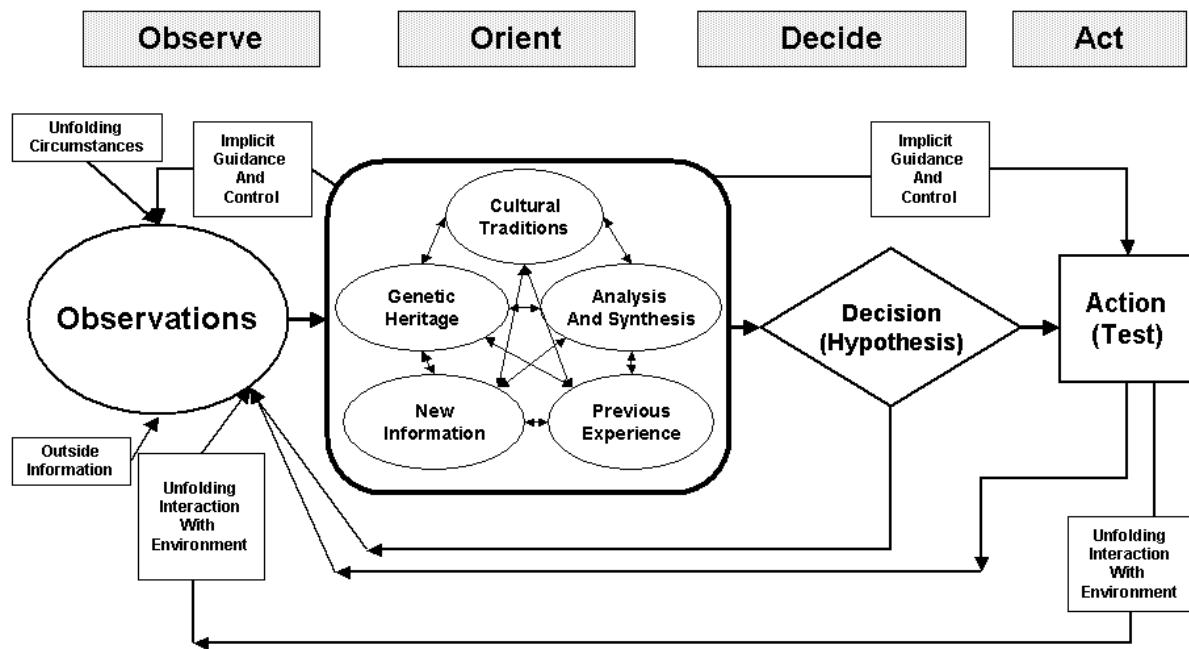 Observe
Orient
Decide
Act
Unfolding
Circumstances
Implicit
Guidance
And
Control
Implicit
Guidance
And
Control
Cultural
Traditions
Genetic
Heritage
Analysis
And Synthesis
New
Information
Previous
Experience
Observations
Decision
(Hypothesis)
Action
(Test)
Outside
Information
Unfolding
Interaction
With
Environment
Unfolding
Interaction
With
Environment